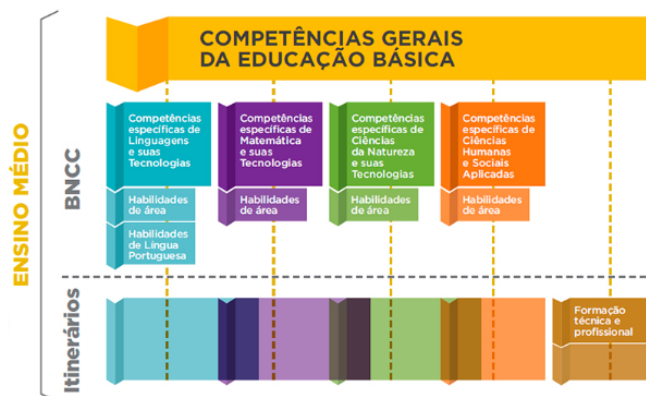 COMPETÊNCIAS GERAIS
DA EDUCAÇÃO BÁSICA
ENSINO MÉDIO
BNCC
Competências
específicas de
Linguagens
e suas
Tecnologias
Habilidades
de área
Habilidades
de Língua
Portuguesa
Competências
específicas de
Matemática
e suas
Tecnologias
Habilidades
de área
Competências
específicas de
Ciências
da Natureza
e suas
Tecnologias
Habilidades
de área
Competências
específicas de
Ciências
Humanas
e Sociais
Aplicadas
Habilidades
de área
Itinerários
Formação
técnica e
profissional